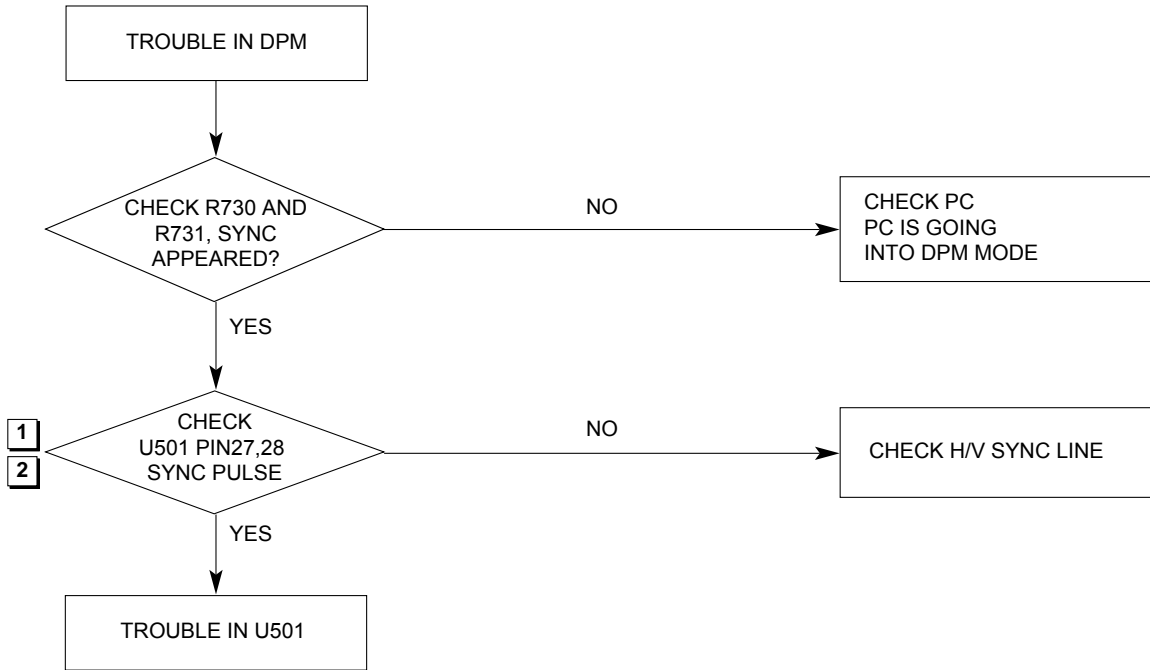 TROUBLE IN DPM
CHECK R730 AND
R731, SYNC
APPEARED?
NO
CHECK PC
PC IS GOING
INTO DPM MODE
YES
1
2
CHECK
U501 PIN27,28
SYNC PULSE
NO
CHECK H/V SYNC LINE
YES
TROUBLE IN U501